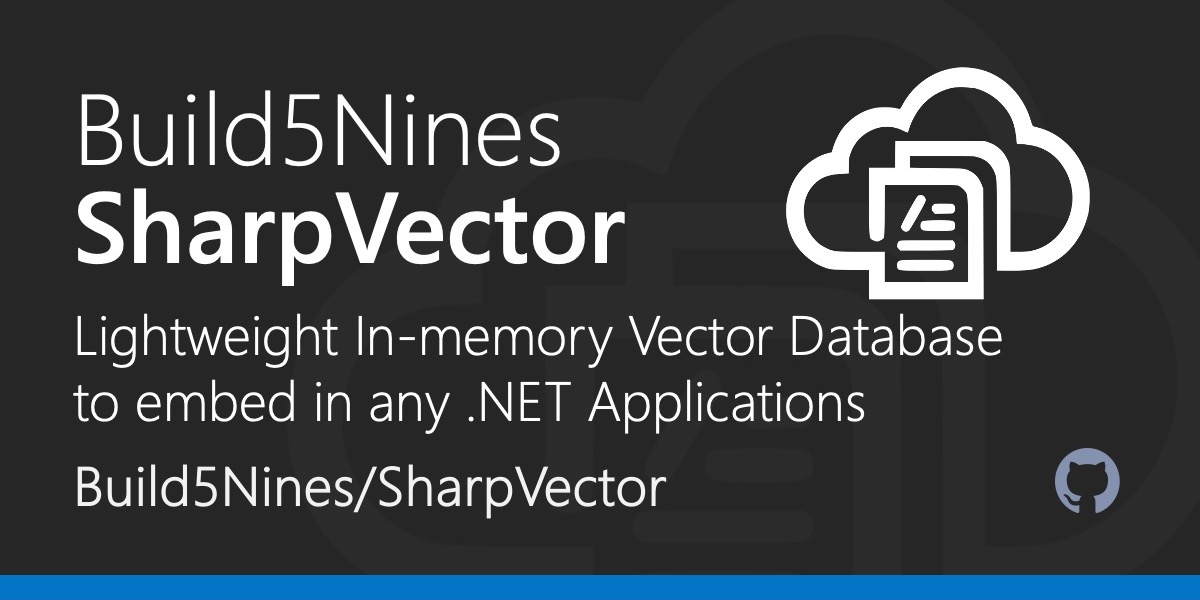 Build5Nines
SharpVector
Lightweight In-memory Vector Database
to embed in any .NET Applications
Build5Nines/SharpVector